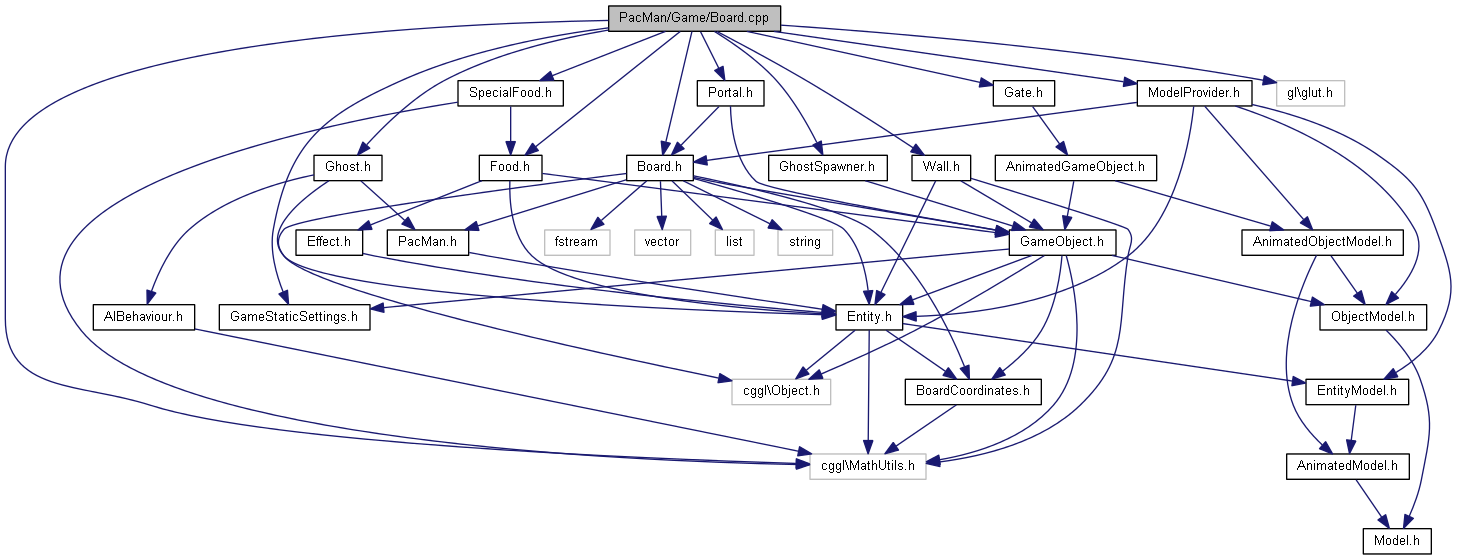 PacMan/Game/Board.cpp
SpecialFood.h
Portal.h
Gate.h
ModelProvider.h
gl\glut.h
Ghost.h
Food.h
Board.h
GhostSpawner.h
Wall.h
AnimatedGameObject.h
Effect.h
PacMan.h
fstream
vector
list
string
GameObject.h
AnimatedObjectModel.h
AIBehaviour.h
GameStaticSettings.h
Entity.h
ObjectModel.h
cggl\Object.h
BoardCoordinates.h
EntityModel.h
cggl\MathUtils.h
AnimatedModel.h
Model.h